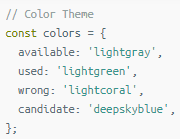 // Color Theme
const colors = {
  available: 'lightgray',
  used: 'lightgreen',
  wrong: 'lightcoral',
  candidate: 'deepskyblue',
};